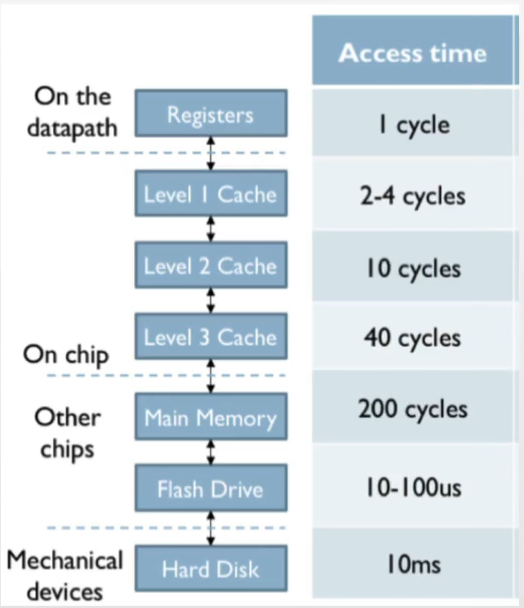 Access time
On the
datapath
Registers
1 cycle
Level 1 Cache
2-4 cycles
Level 2 Cache
10 cycles
Level 3 Cache
40 cycles
On chip
Other
chips
Main Memory
200 cycles
Flash Drive
10-100us
Mechanical
devices
Hard Disk
10ms